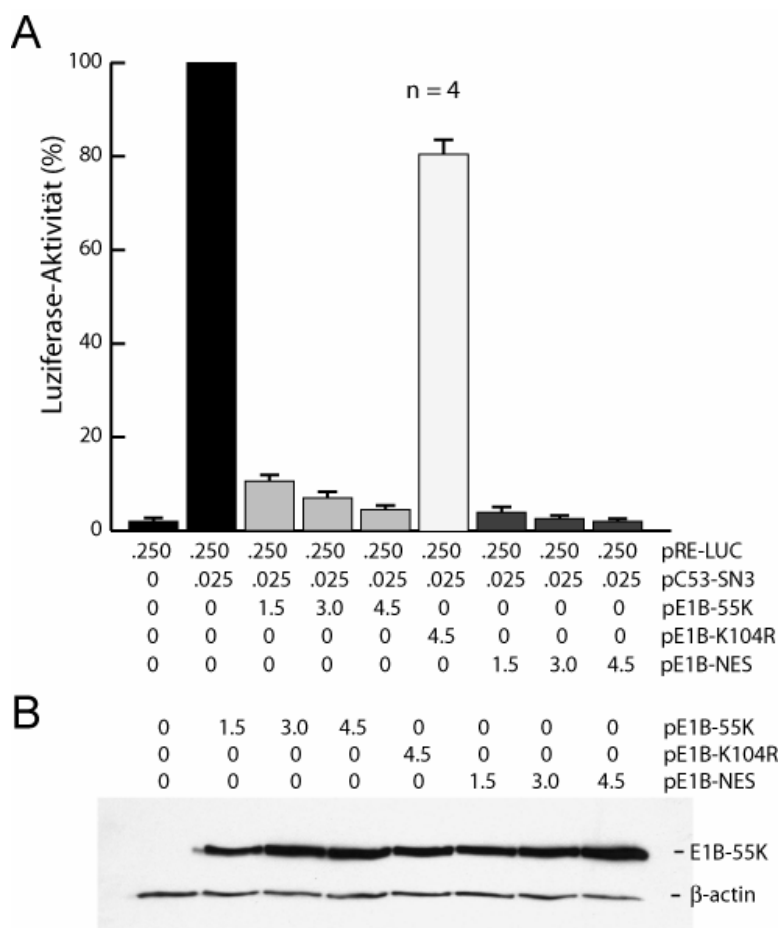 A
100
80
60
40
20
0
Luziferase-Aktivität (%)
n = 4
.250 .250 .250 .250 .250 .250 .250 .250 .250 pRE-LUC
0 .025 .025 .025 .025 .025 .025 .025 .025 pC53-SN3
0 0 1.5 3.0 4.5 0 0 0 0 pE1B-55K
0 0 0 0 0 4.5 0 0 0 pE1B-K104R
0 0 0 0 0 0 1.5 3.0 4.5 pE1B-NES
B
0 1.5 3.0 4.5 0 0 0 0 pE1B-55K
0 0 0 0 4.5 0 0 0 pE1B-K104R
0 0 0 0 0 1.5 3.0 4.5 pE1B-NES
– E1B-55K
– β-actin